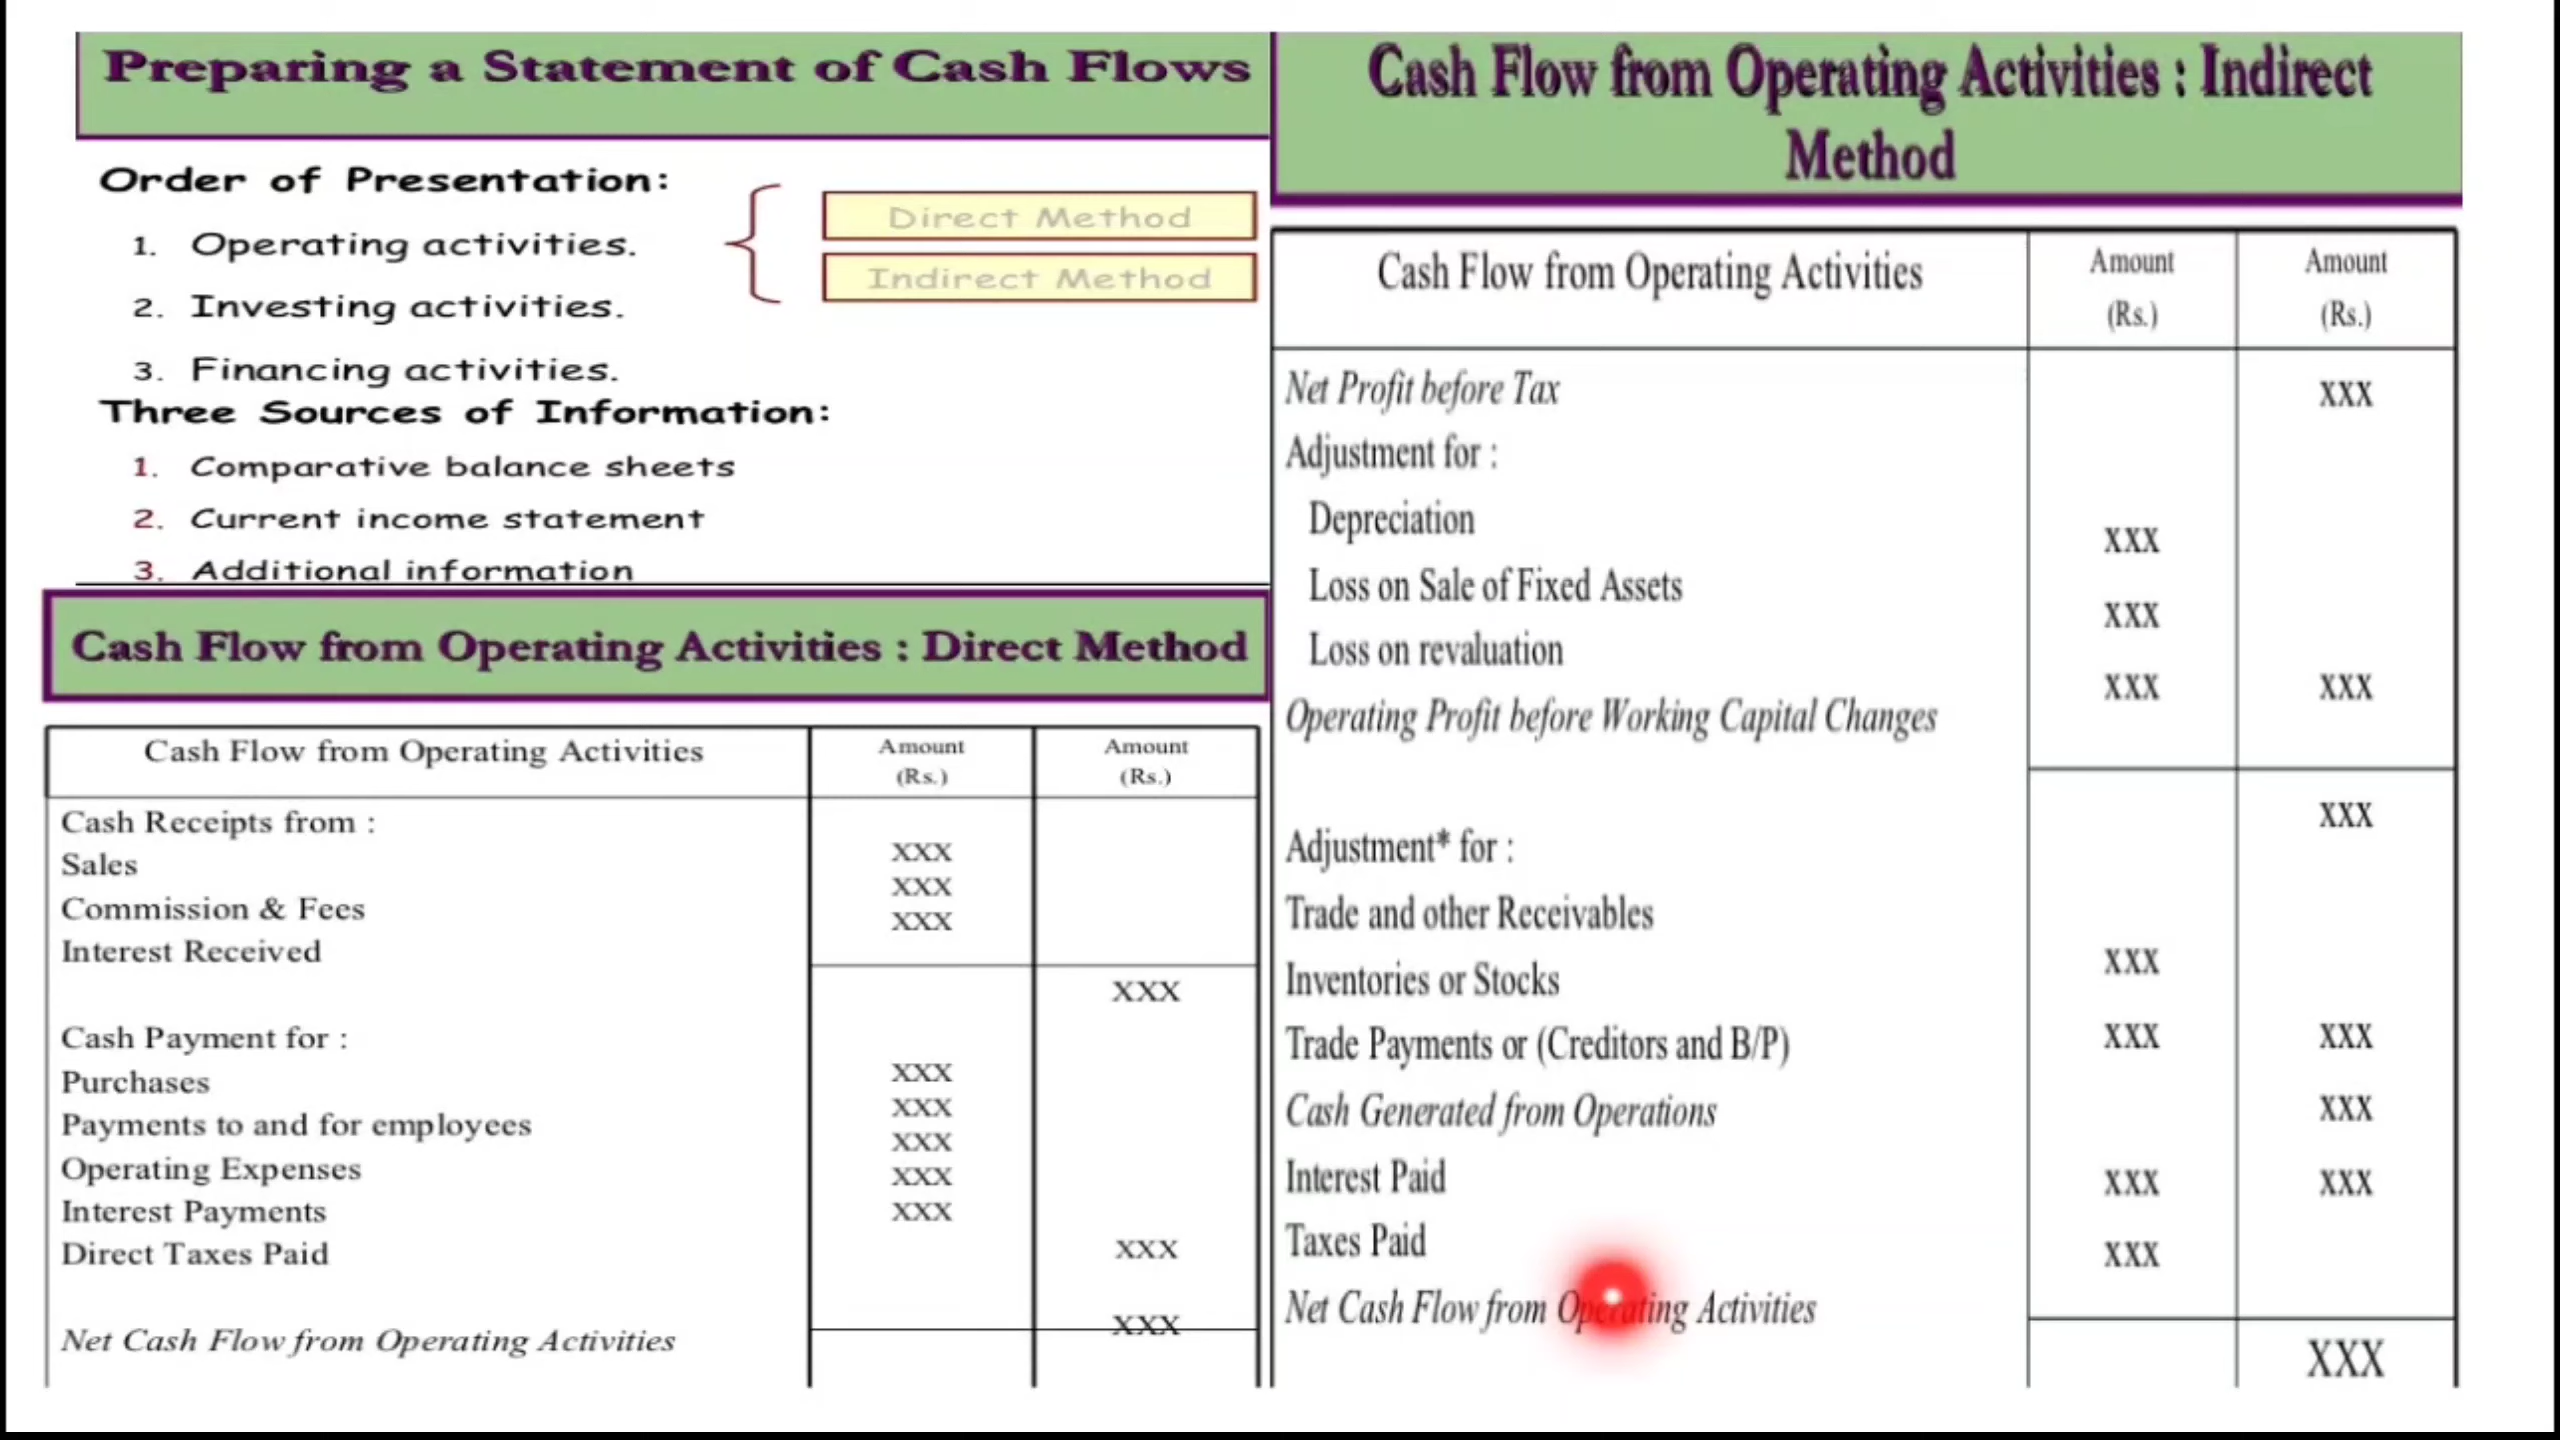 Preparing a Statement of Cash Flows
Order of Presentation:
1. Operating activities.
Direct Method
Indirect Method
2. Investing activities.
3. Financing activities.
Three Sources of Information:
1. Comparative balance sheets
2. Current income statement
3. Additional information
Cash Flow from Operating Activities : Direct Method
Cash Flow from Operating Activities Amount (Rs.) Amount (Rs.)
Cash Receipts from :
Sales XXX
Commission & Fees XXX
Interest Received XXX
XXX
Cash Payment for :
Purchases XXX
Payments to and for employees XXX
Operating Expenses XXX
Interest Payments XXX
Direct Taxes Paid XXX
XXX
Net Cash Flow from Operating Activities XXX
Cash Flow from Operating Activities : Indirect
Method
Cash Flow from Operating Activities Amount (Rs.) Amount (Rs.)
Net Profit before Tax XXX
Adjustment for :
Depreciation XXX
Loss on Sale of Fixed Assets XXX
Loss on revaluation XXX XXX
Operating Profit before Working Capital Changes
XXX
Adjustment* for :
Trade and other Receivables
Inventories or Stocks XXX
Trade Payments or (Creditors and B/P) XXX XXX
Cash Generated from Operations XXX
Interest Paid XXX XXX
Taxes Paid XXX
Net Cash Flow from Operating Activities
XXX